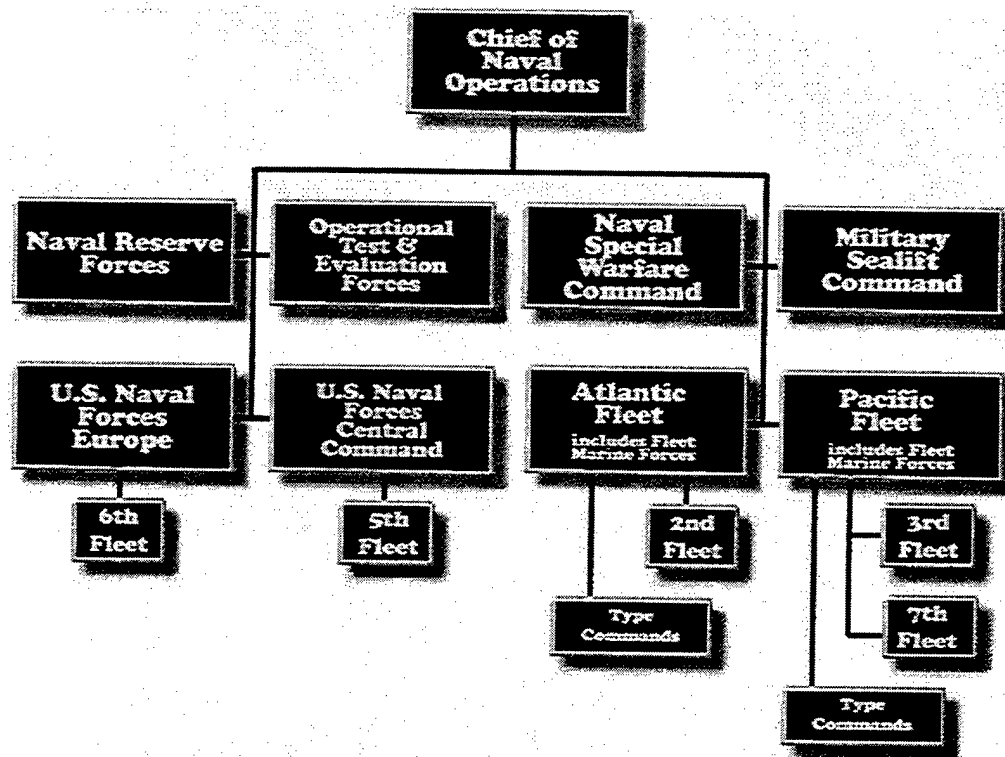 Chief of
Naval
Operations
Naval Reserve
Forces
Operational
Test &
Evaluation
Forces
Naval
Special
Warfare
Command
Military
Sealift
Command
U.S. Naval
Forces
Europe
U.S. Naval
Forces
Central
Command
Atlantic
Fleet
includes Fleet
Marine Forces
Pacific
Fleet
includes Fleet
Marine Forces
6th
Fleet
5th
Fleet
2nd
Fleet
3rd
Fleet
Type
Commands
7th
Fleet
Type
Commands